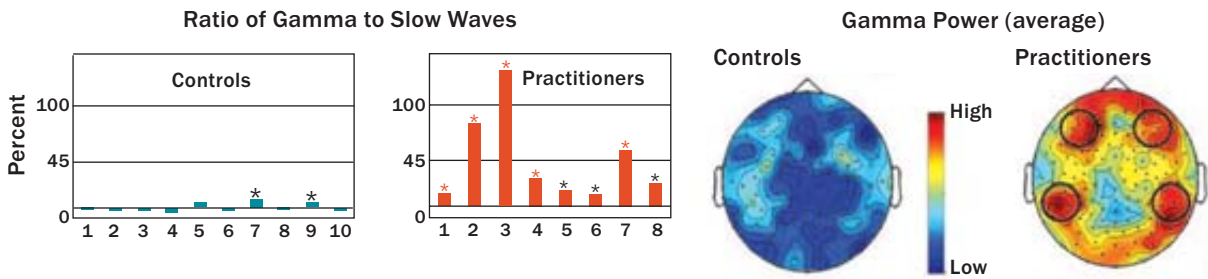 Ratio of Gamma to Slow Waves
Percent
Controls
100
45
0
1 2 3 4 5 6 7 8 9 10
* *
Practitioners
100
45
0
1 2 3 4 5 6 7 8
* * * * * * * *
Gamma Power (average)
Controls
Practitioners
High
Low